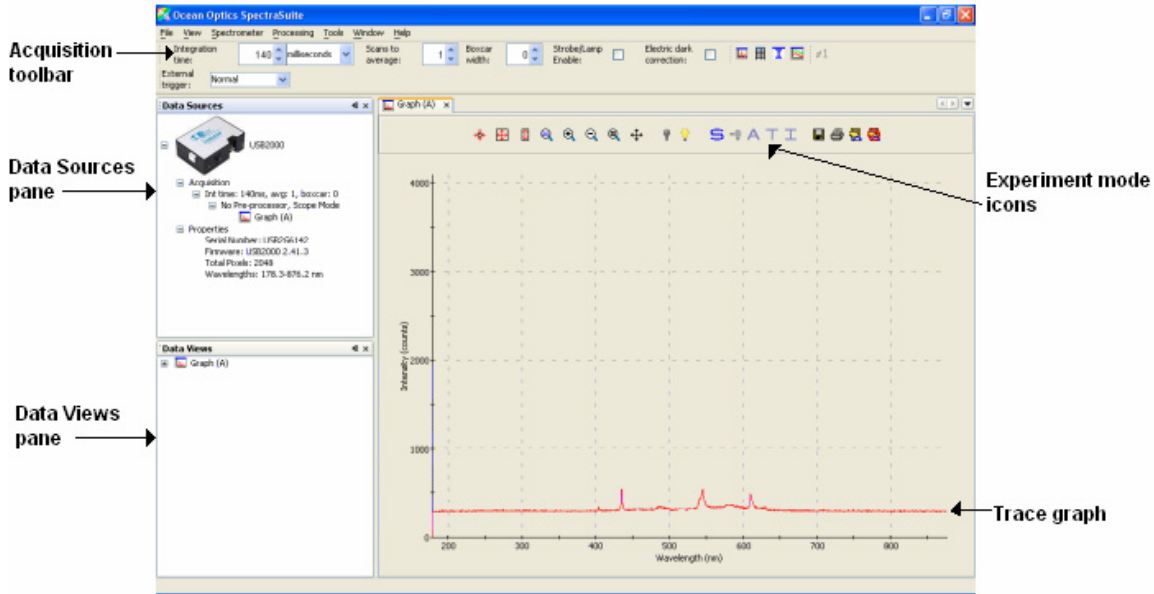 Ocean Optics SpectraSuite
File View Spectrometer Processing Tools Window Help
Acquisition toolbar
Integration time: 140 milliseconds Scans to average: 1 Boxcar width: 0 Strobe/Lamp Enable: Electric dark correction: ≠1
External trigger: Normal
Data Sources
USB2000
Acquisition
Int time: 140ms, avg: 1, boxcar: 0
No Pre-processor, Scope Mode
Graph (A)
Properties
Serial Number: USB2G6142
Firmware: USB2000 2.41.3
Total Pixels: 2048
Wavelengths: 178.3-876.2 nm
Data Sources pane
Data Views
Graph (A)
Data Views pane
Graph (A)
S A T I
Experiment mode icons
4000
3000
2000
1000
0
Intensity (counts)
200 300 400 500 600 700 800
Wavelength (nm)
Trace graph